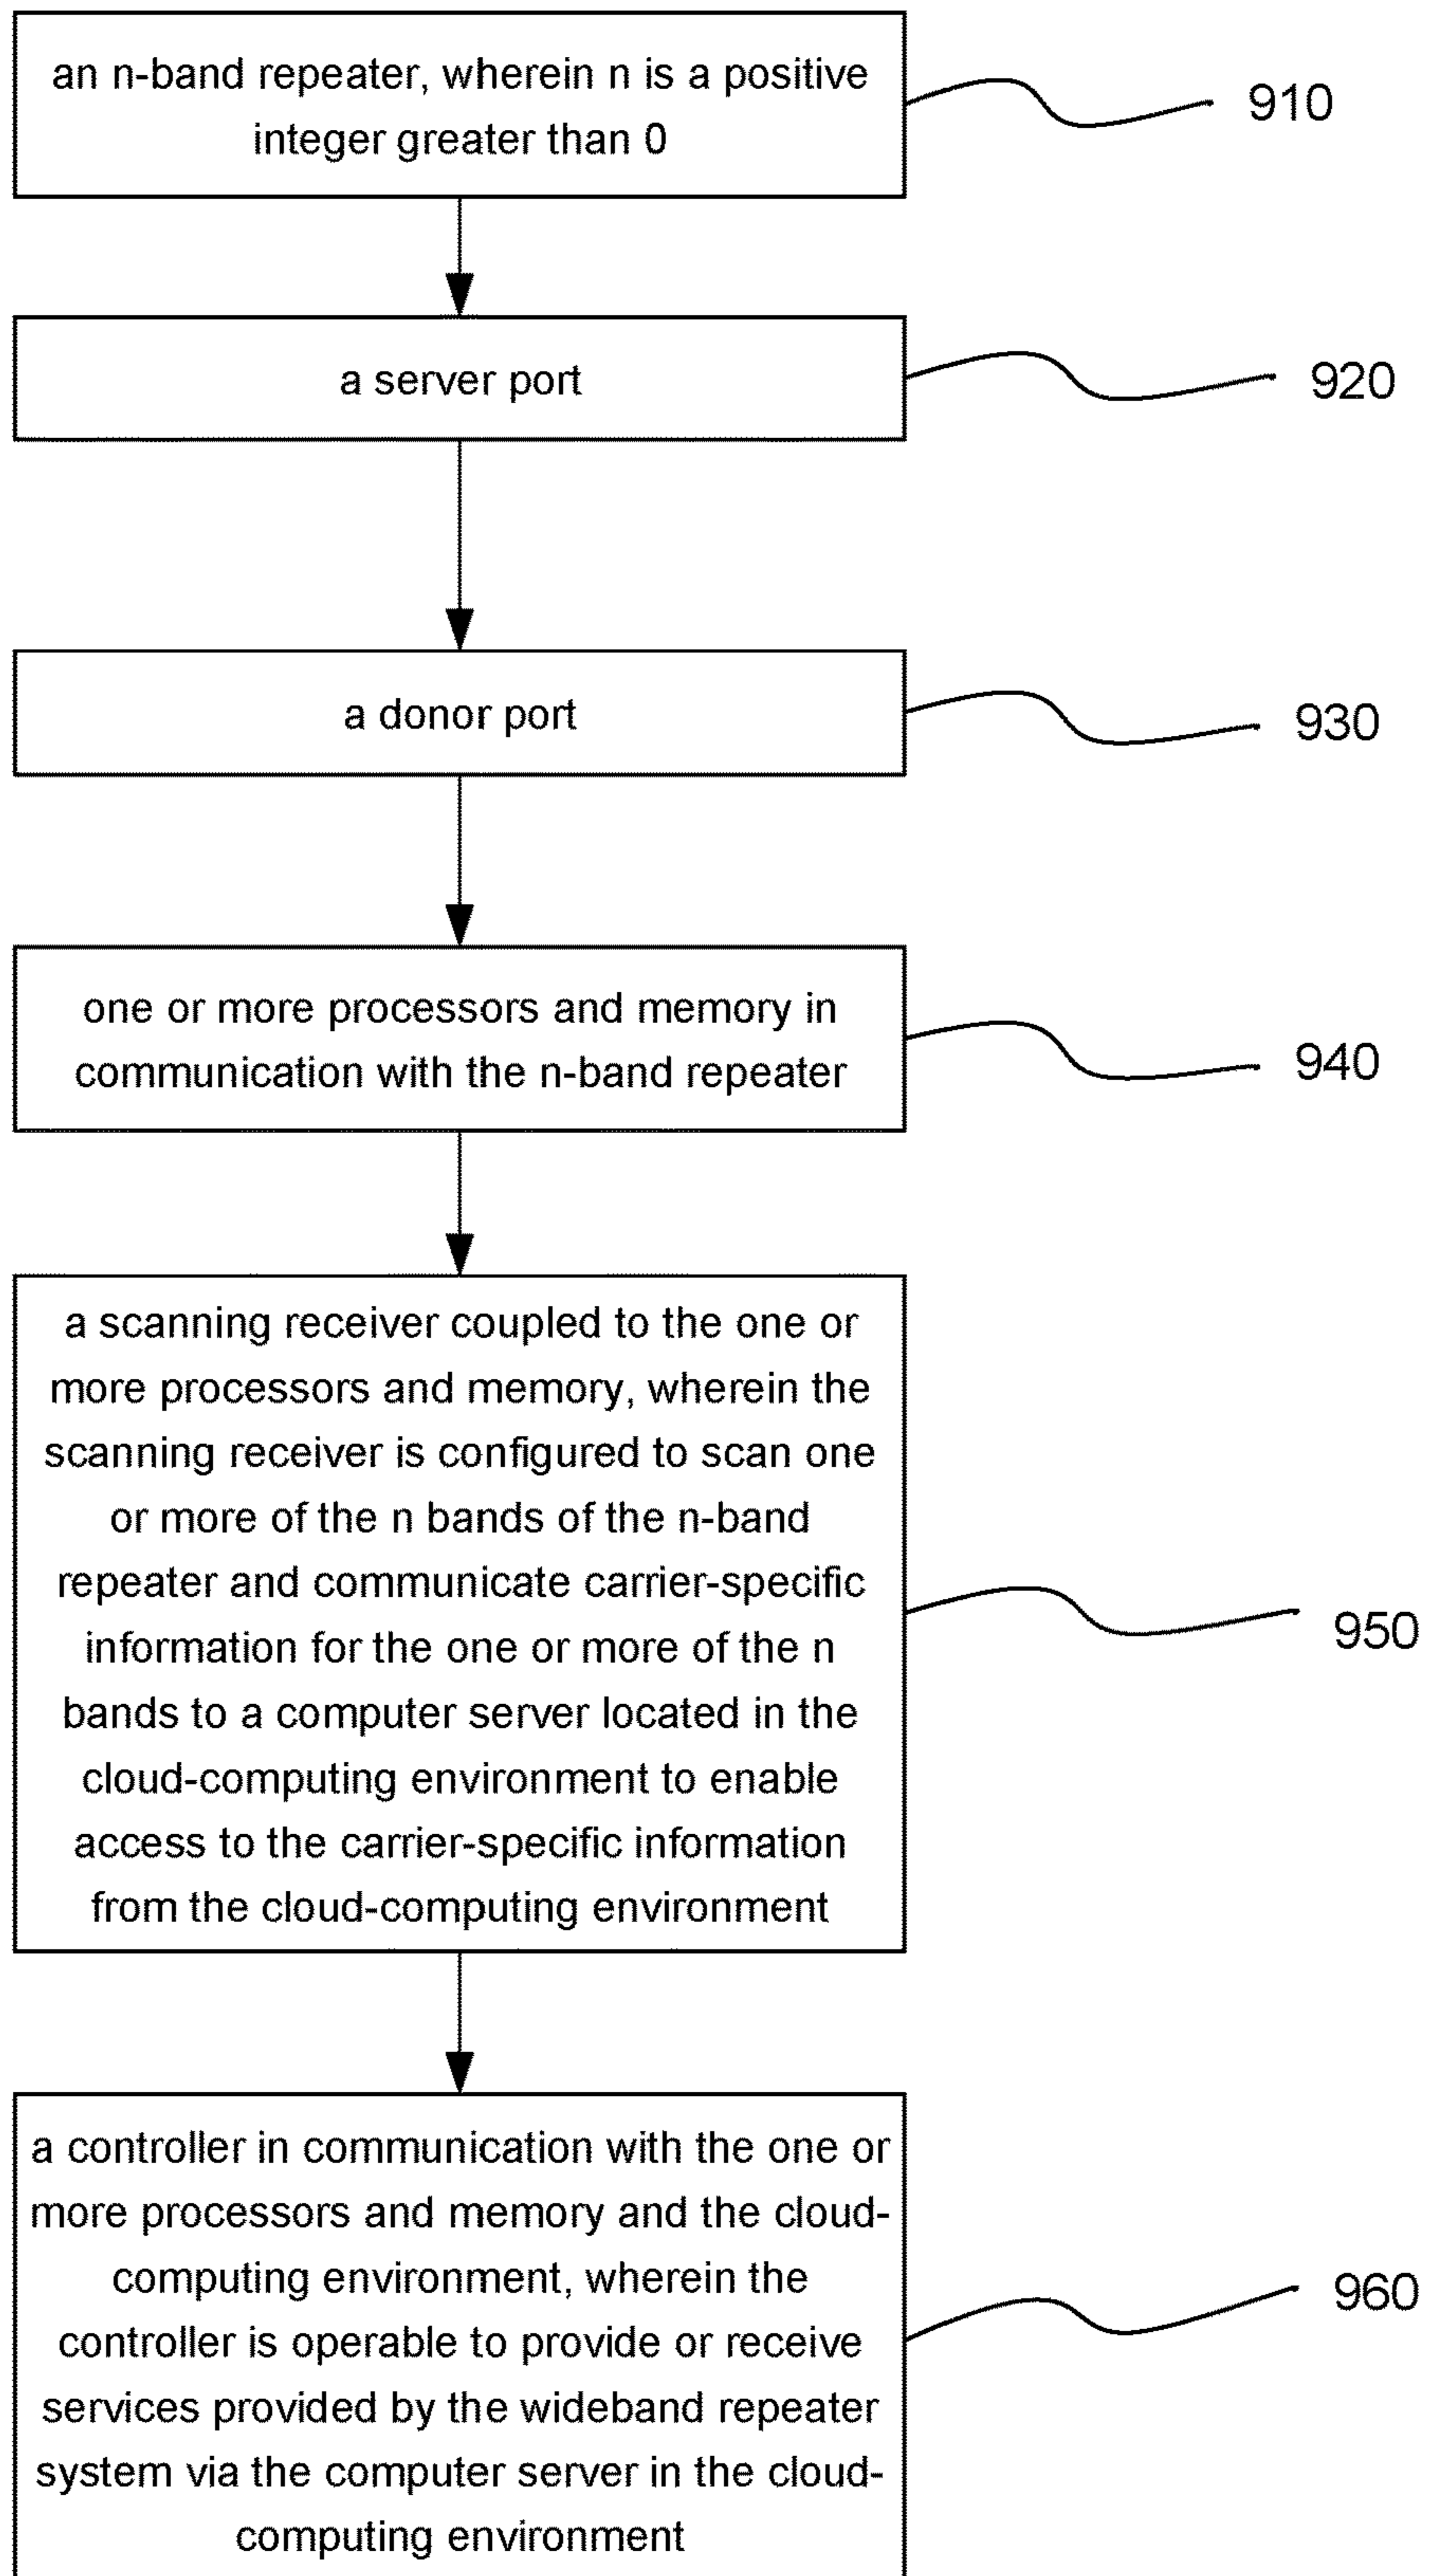 an n-band repeater, wherein n is a positive
integer greater than 0
910
a server port
920
a donor port
930
one or more processors and memory in
communication with the n-band repeater
940
a scanning receiver coupled to the one or
more processors and memory, wherein the
scanning receiver is configured to scan one
or more of the n bands of the n-band
repeater and communicate carrier-specific
information for the one or more of the n
bands to a computer server located in the
cloud-computing environment to enable
access to the carrier-specific information
from the cloud-computing environment
950
a controller in communication with the one or
more processors and memory and the cloud-
computing environment, wherein the
controller is operable to provide or receive
services provided by the wideband repeater
system via the computer server in the cloud-
computing environment
960